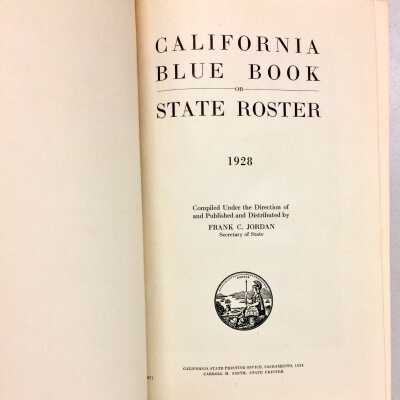 CALIFORNIA
BLUE BOOK
OR
STATE ROSTER
1928
Compiled Under the Direction of
and Published and Distributed by
FRANK C. JORDAN
Secretary of State
CALIFORNIA STATE PRINTING OFFICE, SACRAMENTO, 1928
CARROLL H. SMITH, STATE PRINTER